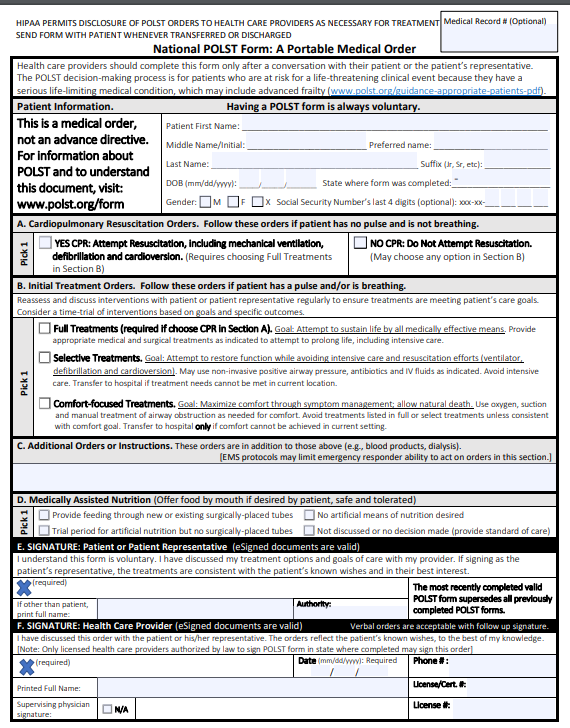 HIPAA PERMITS DISCLOSURE OF POLST ORDERS TO HEALTH CARE PROVIDERS AS NECESSARY FOR TREATMENT
SEND FORM WITH PATIENT WHENEVER TRANSFERRED OR DISCHARGED
Medical Record # (Optional)
National POLST Form: A Portable Medical Order
Health care providers should complete this form only after a conversation with their patient or the patient's representative.
The POLST decision-making process is for patients who are at risk for a life-threatening clinical event because they have a
serious life-limiting medical condition, which may include advanced frailty (www.polst.org/guidance-appropriate-patients-pdf).
Patient Information. Having a POLST form is always voluntary.
This is a medical order,
not an advance directive.
For information about
POLST and to understand
this document, visit:
www.polst.org/form
Patient First Name:
Middle Name/Initial: Preferred name:
Last Name: Suffix (Jr, Sr, etc):
DOB (mm/dd/yyyy): / / State where form was completed:
Gender: M F X Social Security Number's last 4 digits (optional): xxx-xx-
A. Cardiopulmonary Resuscitation Orders. Follow these orders if patient has no pulse and is not breathing.
Pick 1
YES CPR: Attempt Resuscitation, including mechanical ventilation,
defibrillation and cardioversion. (Requires choosing Full Treatments
in Section B)
NO CPR: Do Not Attempt Resuscitation.
(May choose any option in Section B)
B. Initial Treatment Orders. Follow these orders if patient has a pulse and/or is breathing.
Reassess and discuss interventions with patient or patient representative regularly to ensure treatments are meeting patient's care goals.
Consider a time-trial of interventions based on goals and specific outcomes.
Pick 1
Full Treatments (required if choose CPR in Section A). Goal: Attempt to sustain life by all medically effective means. Provide
appropriate medical and surgical treatments as indicated to attempt to prolong life, including intensive care.
Selective Treatments. Goal: Attempt to restore function while avoiding intensive care and resuscitation efforts (ventilator,
defibrillation and cardioversion). May use non-invasive positive airway pressure, antibiotics and IV fluids as indicated. Avoid intensive
care. Transfer to hospital if treatment needs cannot be met in current location.
Comfort-focused Treatments. Goal: Maximize comfort through symptom management; allow natural death. Use oxygen, suction
and manual treatment of airway obstruction as needed for comfort. Avoid treatments listed in full or select treatments unless consistent
with comfort goal. Transfer to hospital only if comfort cannot be achieved in current setting.
C. Additional Orders or Instructions. These orders are in addition to those above (e.g., blood products, dialysis).
[EMS protocols may limit emergency responder ability to act on orders in this section.]
D. Medically Assisted Nutrition (Offer food by mouth if desired by patient, safe and tolerated)
Pick 1
Provide feeding through new or existing surgically-placed tubes No artificial means of nutrition desired
Trial period for artificial nutrition but no surgically-placed tubes Not discussed or no decision made (provide standard of care)
E. SIGNATURE: Patient or Patient Representative (eSigned documents are valid)
I understand this form is voluntary. I have discussed my treatment options and goals of care with my provider. If signing as the
patient's representative, the treatments are consistent with the patient's known wishes and in their best interest.
(required)
The most recently completed valid
POLST form supersedes all previously
completed POLST forms.
If other than patient,
print full name:
Authority:
F. SIGNATURE: Health Care Provider (eSigned documents are valid) Verbal orders are acceptable with follow up signature.
I have discussed this order with the patient or his/her representative. The orders reflect the patient's known wishes, to the best of my knowledge.
[Note: Only licensed health care providers authorized by law to sign POLST form in state where completed may sign this order]
(required)
Date (mm/dd/yyyy): Required
/ /
Phone # :
Printed Full Name:
License/Cert. #:
Supervising physician
signature:
N/A
License #: